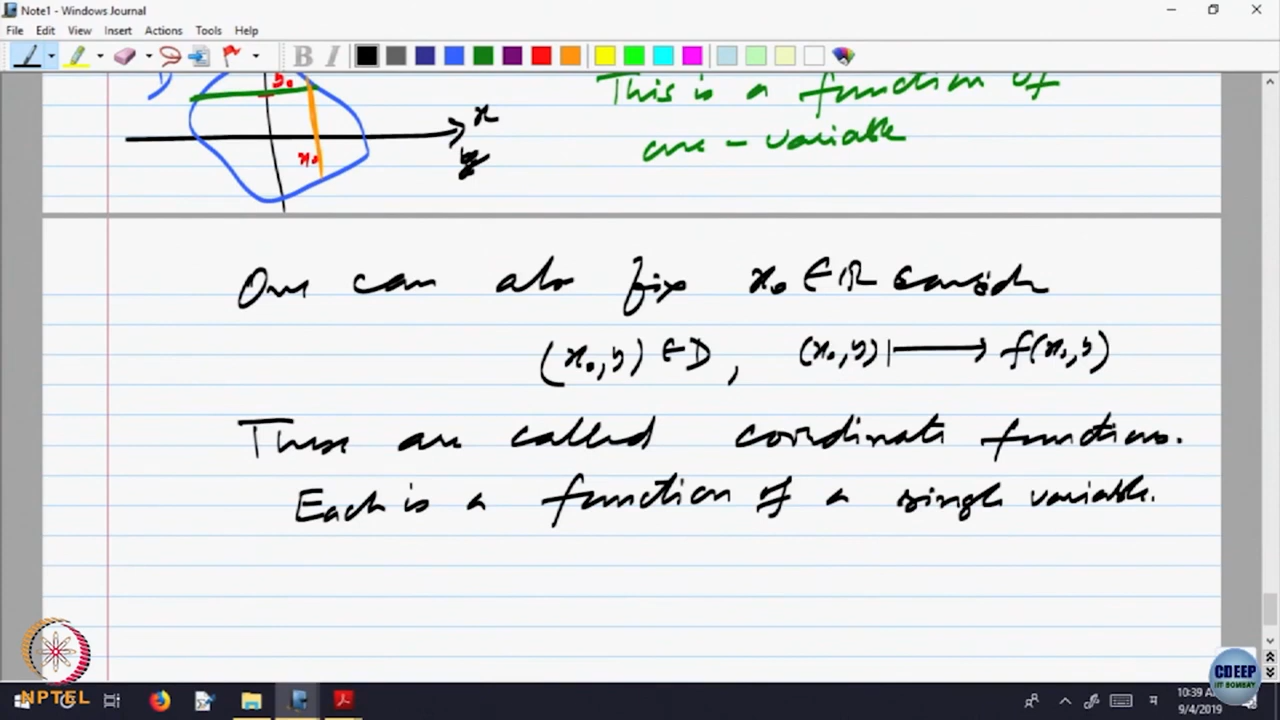 Note1 - Windows Journal
File Edit View Insert Actions Tools Help
B I
D y₀ This is a function of
x one - variable
x₀
One can also fix x₀ ∈ ℝ consider
(x₀, y) ∈ D, (x₀, y) ↦ f(x₀, y)
These are called coordinate functions.
Each is a function of a single variable.
NPTEL
CDEEP
IIT BOMBAY
10:39 A
9/4/2019